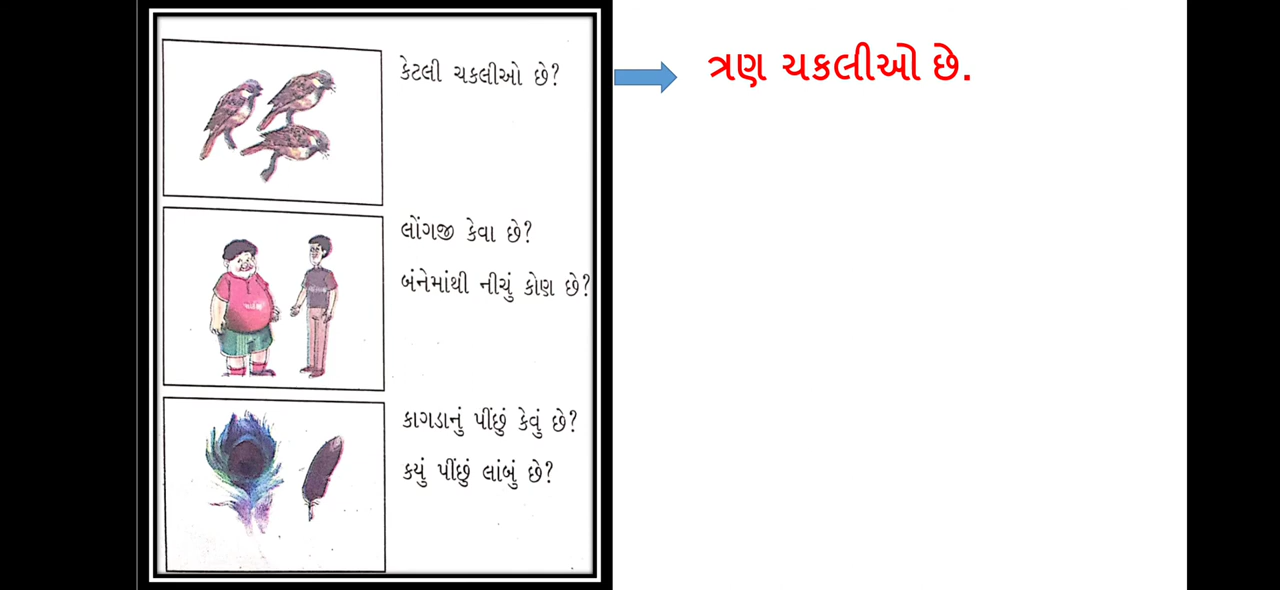 કેટલી ચકલીઓ છે?
ત્રણ ચકલીઓ છે.
લોંગજી કેવા છે?
બંનેમાંથી નીચું કોણ છે?
કાગડાનું પીંછું કેવું છે?
કયું પીંછું લાંબું છે?